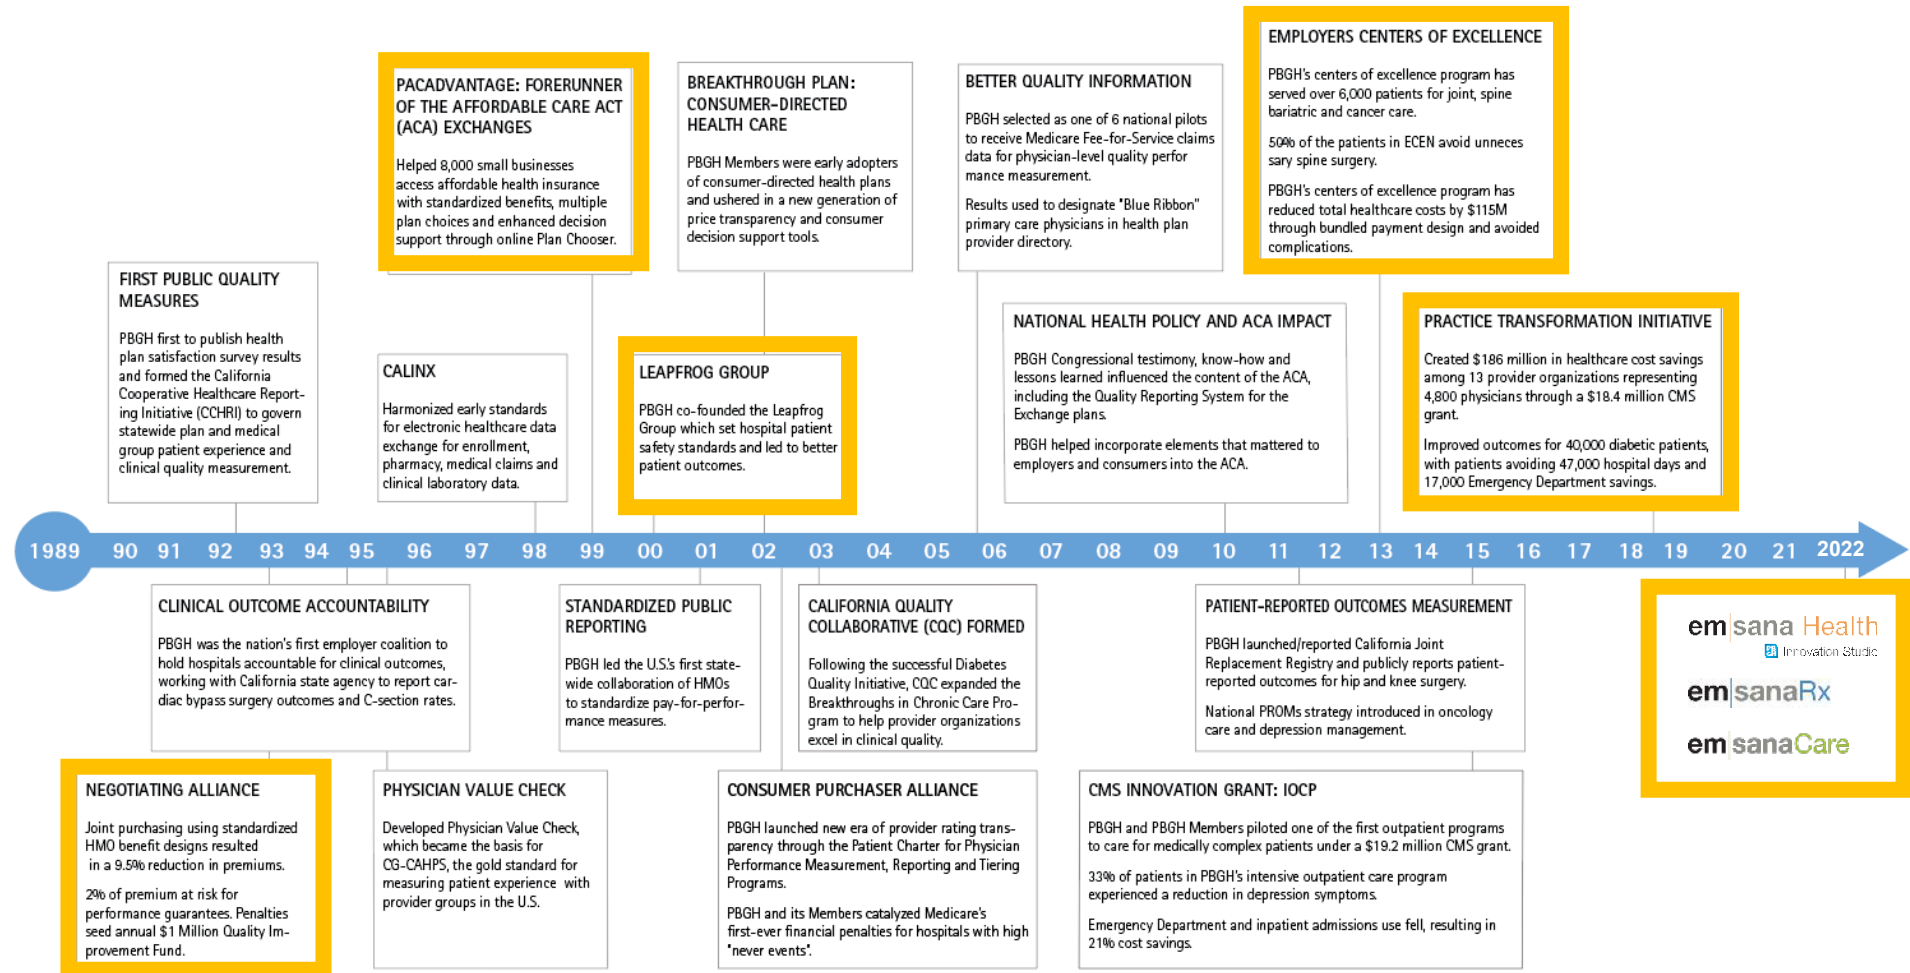 EMPLOYERS CENTERS OF EXCELLENCE
PBGH's centers of excellence program has
served over 6,000 patients for joint, spine
bariatric and cancer care.
50% of the patients in ECEN avoid unneces
sary spine surgery.
PBGH's centers of excellence program has
reduced total healthcare costs by $115M
through bundled payment design and avoided
complications.
PACADVANTAGE: FORERUNNER
OF THE AFFORDABLE CARE ACT
(ACA) EXCHANGES
Helped 8,000 small businesses
access affordable health insurance
with standardized benefits, multiple
plan choices and enhanced decision
support through online Plan Chooser.
BREAKTHROUGH PLAN:
CONSUMER-DIRECTED
HEALTH CARE
PBGH Members were early adopters
of consumer-directed health plans
and ushered in a new generation of
price transparency and consumer
decision support tools.
BETTER QUALITY INFORMATION
PBGH selected as one of 6 national pilots
to receive Medicare Fee-for-Service claims
data for physician-level quality perfor
mance measurement.
Results used to designate "Blue Ribbon"
primary care physicians in health plan
provider directory.
FIRST PUBLIC QUALITY
MEASURES
PBGH first to publish health
plan satisfaction survey results
and formed the California
Cooperative Healthcare Report-
ing Initiative (CCHRI) to govern
statewide plan and medical
group patient experience and
clinical quality measurement.
CALINX
Harmonized early standards
for electronic healthcare data
exchange for enrollment,
pharmacy, medical claims and
clinical laboratory data.
LEAPFROG GROUP
PBGH co-founded the Leapfrog
Group which set hospital patient
safety standards and led to better
patient outcomes.
NATIONAL HEALTH POLICY AND ACA IMPACT
PBGH Congressional testimony, know-how and
lessons learned influenced the content of the ACA,
including the Quality Reporting System for the
Exchange plans.
PBGH helped incorporate elements that mattered to
employers and consumers into the ACA.
PRACTICE TRANSFORMATION INITIATIVE
Created $186 million in healthcare cost savings
among 13 provider organizations representing
4,800 physicians through a $18.4 million CMS
grant.
Improved outcomes for 40,000 diabetic patients,
with patients avoiding 47,000 hospital days and
17,000 Emergency Department savings.
1989 90 91 92 93 94 95 96 97 98 99 00 01 02 03 04 05 06 07 08 09 10 11 12 13 14 15 16 17 18 19 20 21 2022
CLINICAL OUTCOME ACCOUNTABILITY
PBGH was the nation's first employer coalition to
hold hospitals accountable for clinical outcomes,
working with California state agency to report car-
diac bypass surgery outcomes and C-section rates.
STANDARDIZED PUBLIC
REPORTING
PBGH led the U.S.'s first state-
wide collaboration of HMOs
to standardize pay-for-perfor-
mance measures.
CALIFORNIA QUALITY
COLLABORATIVE (CQC) FORMED
Following the successful Diabetes
Quality Initiative, CQC expanded the
Breakthroughs in Chronic Care Pro-
gram to help provider organizations
excel in clinical quality.
PATIENT-REPORTED OUTCOMES MEASUREMENT
PBGH launched/reported California Joint
Replacement Registry and publicly reports patient-
reported outcomes for hip and knee surgery.
National PROMs strategy introduced in oncology
care and depression management.
em|sana Health
Innovation Studio
em|sanaRx
em|sanaCare
NEGOTIATING ALLIANCE
Joint purchasing using standardized
HMO benefit designs resulted
in a 9.5% reduction in premiums.
2% of premium at risk for
performance guarantees. Penalties
seed annual $1 Million Quality Im-
provement Fund.
PHYSICIAN VALUE CHECK
Developed Physician Value Check,
which became the basis for
CG-CAHPS, the gold standard for
measuring patient experience with
provider groups in the U.S.
CONSUMER PURCHASER ALLIANCE
PBGH launched new era of provider rating trans-
parency through the Patient Charter for Physician
Performance Measurement, Reporting and Tiering
Programs.
PBGH and its Members catalyzed Medicare's
first-ever financial penalties for hospitals with high
"never events".
CMS INNOVATION GRANT: IOCP
PBGH and PBGH Members piloted one of the first outpatient programs
to care for medically complex patients under a $19.2 million CMS grant.
33% of patients in PBGH's intensive outpatient care program
experienced a reduction in depression symptoms.
Emergency Department and inpatient admissions use fell, resulting in
21% cost savings.